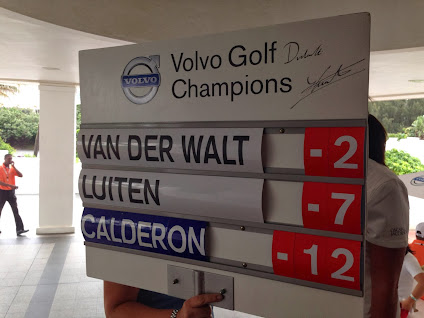 Volvo Golf
Champions
VOLVO
VAN DER WALT -2
LUITEN -7
CALDERON -12